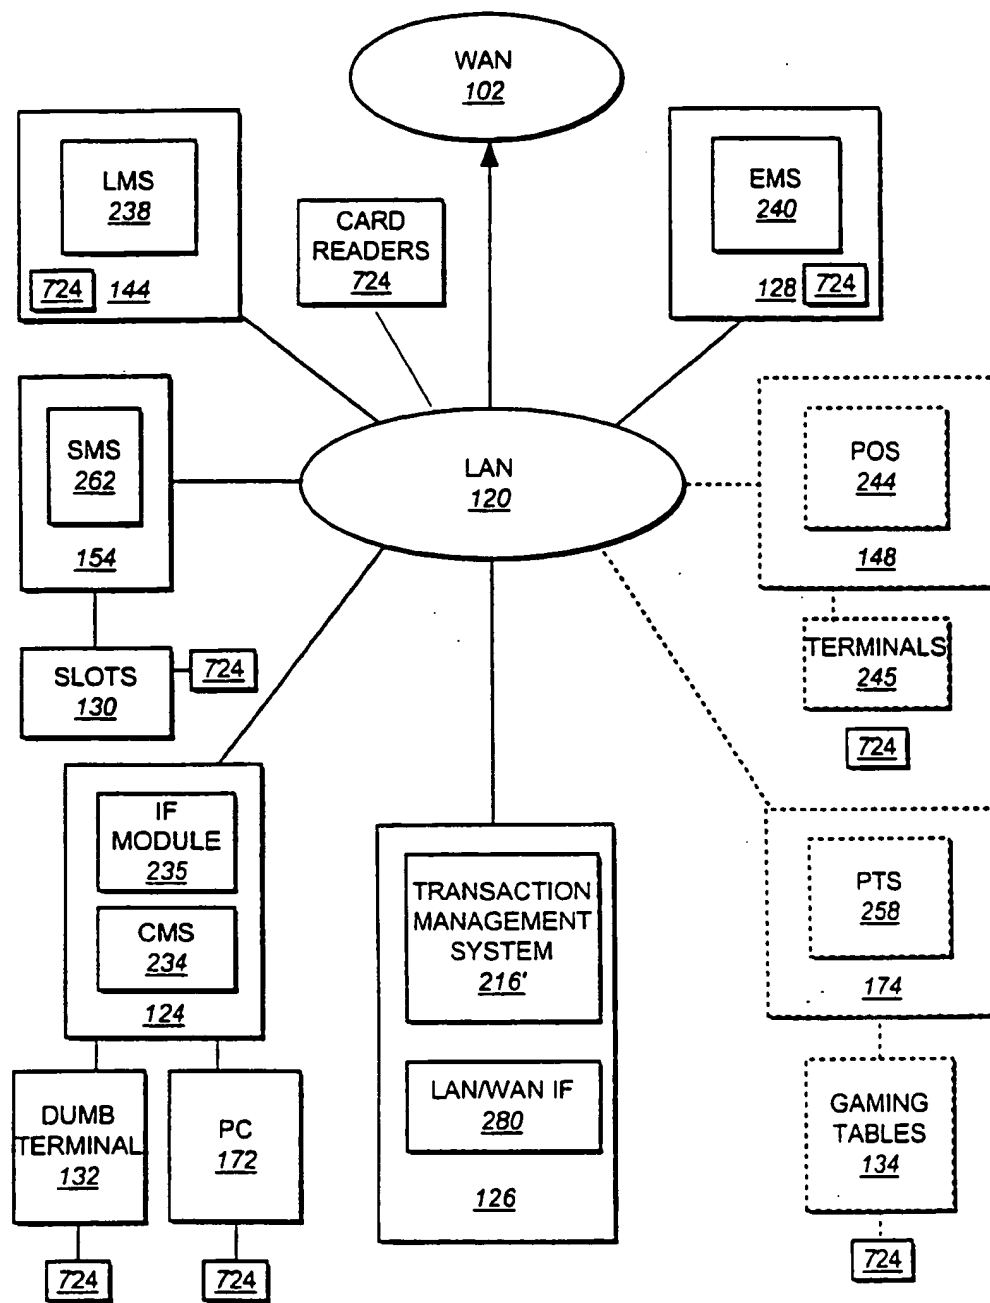 WAN
102
LMS
238
724
144
CARD
READERS
724
EMS
240
128
724
SMS
262
154
LAN
120
POS
244
148
SLOTS
130
724
TERMINALS
245
724
IF
MODULE
235
CMS
234
124
TRANSACTION
MANAGEMENT
SYSTEM
216'
LAN/WAN IF
280
126
PTS
258
174
DUMB
TERMINAL
132
PC
172
GAMING
TABLES
134
724
724
724